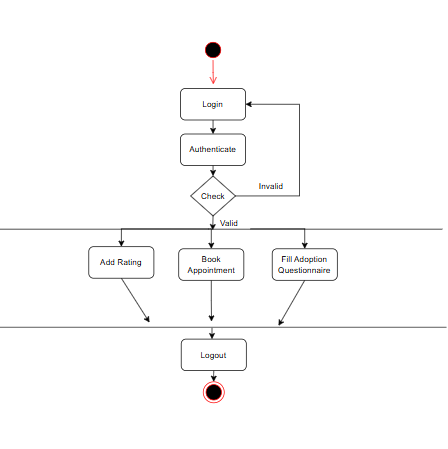 Login
Authenticate
Check
Invalid
Valid
Add Rating
Book
Appointment
Fill Adoption
Questionnaire
Logout